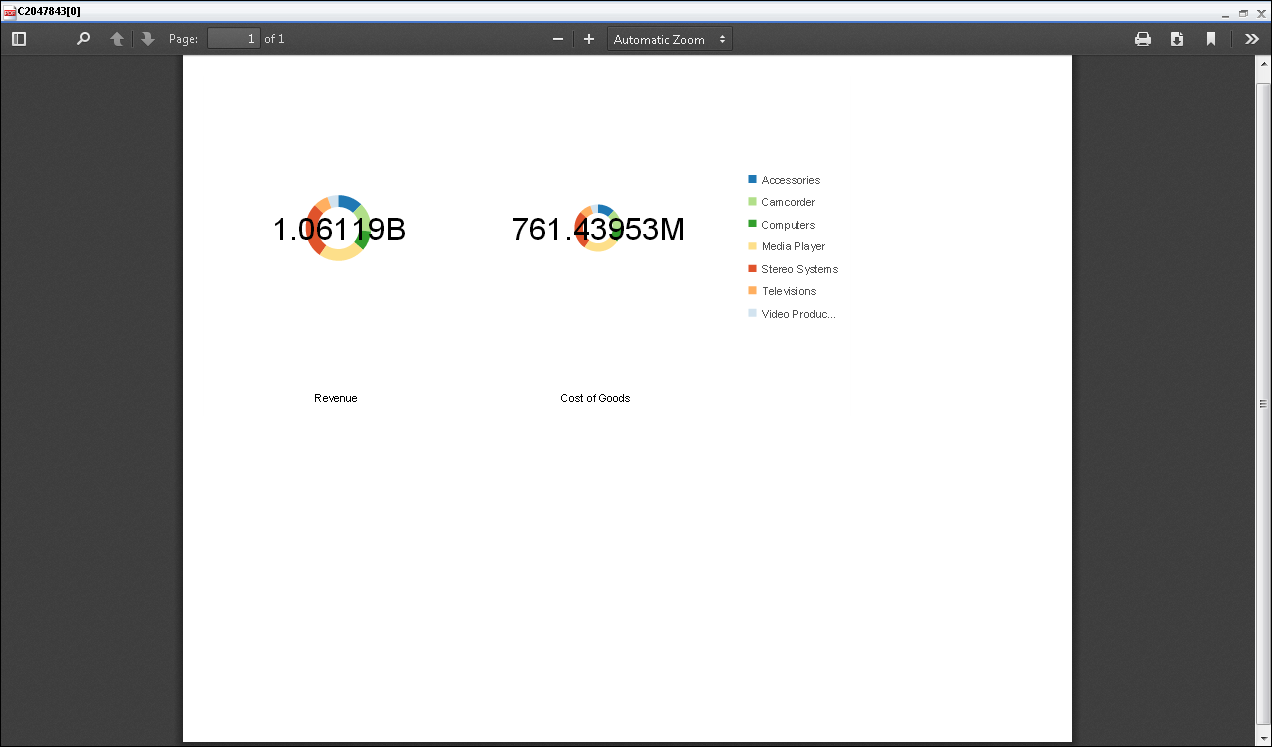 C2047843[0]
Page: 1 of 1 Automatic Zoom
1.06119B
761.43953M
Accessories
Camcorder
Computers
Media Player
Stereo Systems
Televisions
Video Produc...
Revenue
Cost of Goods